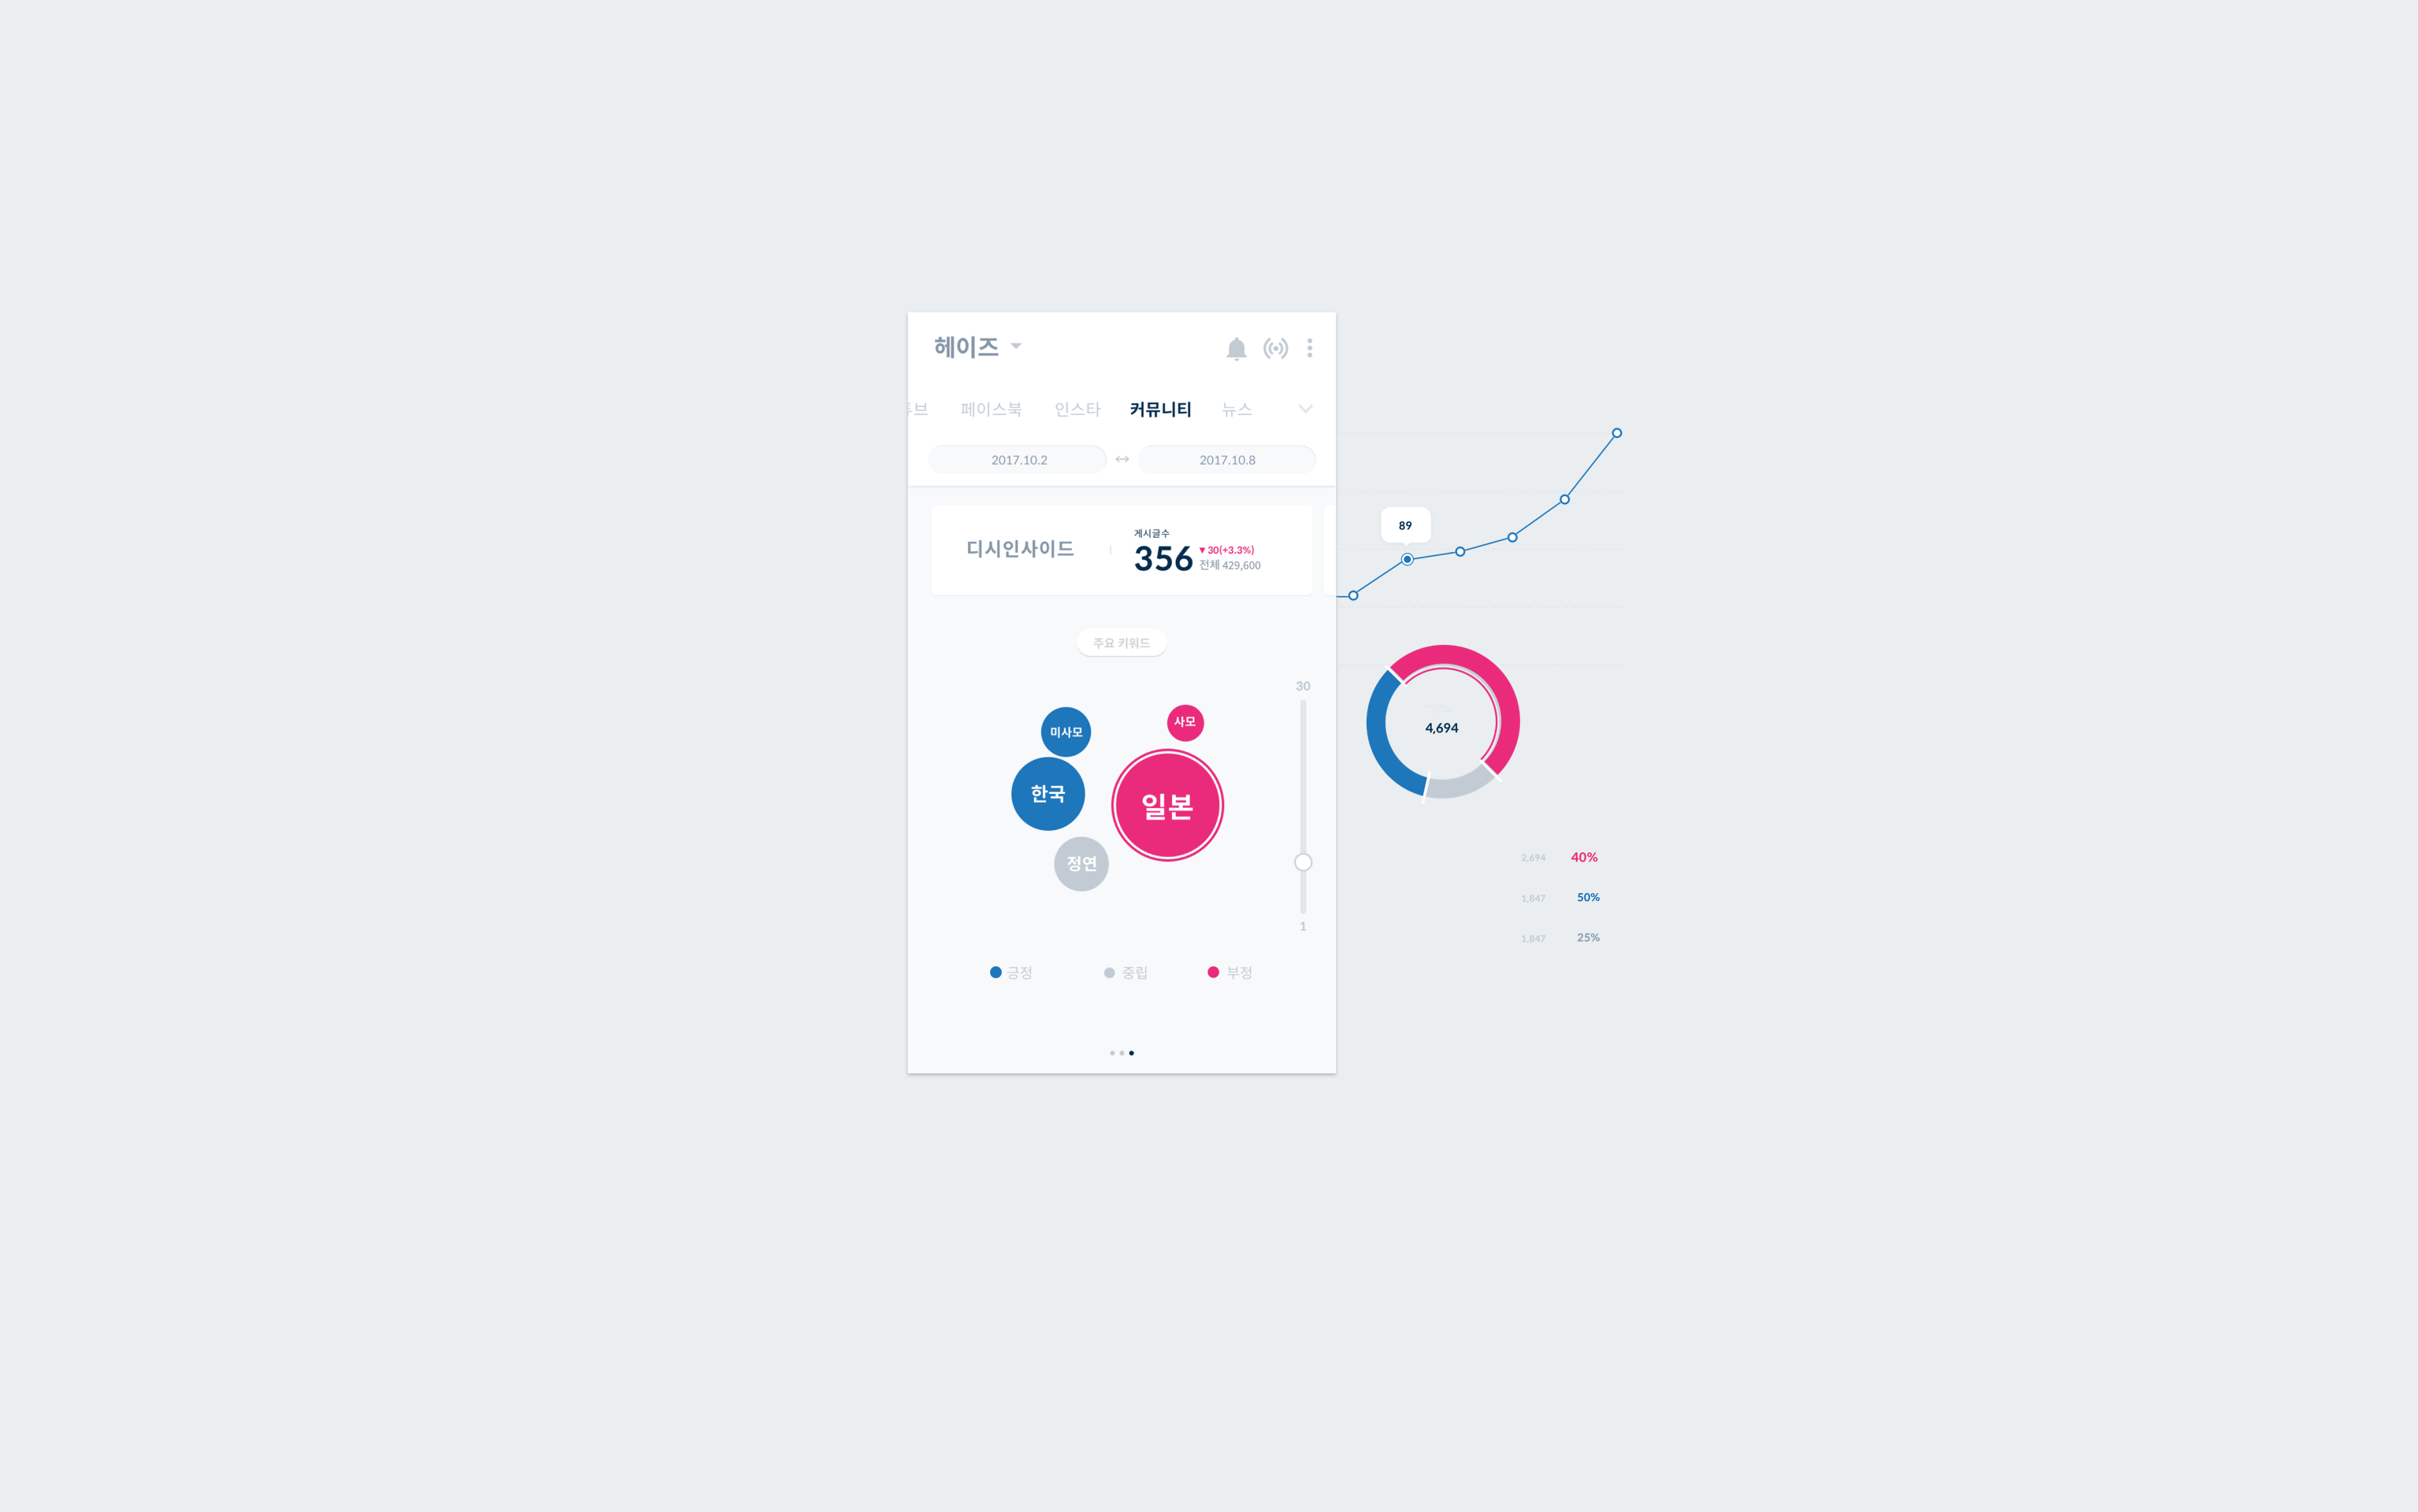 헤이즈
페이스북 인스타 커뮤니티 뉴스
2017.10.2 ↔ 2017.10.8
디시인사이드
게시글수
356 ▼30(+3.3%)
전체 429,600
89
주요 키워드
30
미사모
사모
한국
일본
정연
1
긍정 중립 부정
4,694
2,694 40%
1,847 50%
1,847 25%